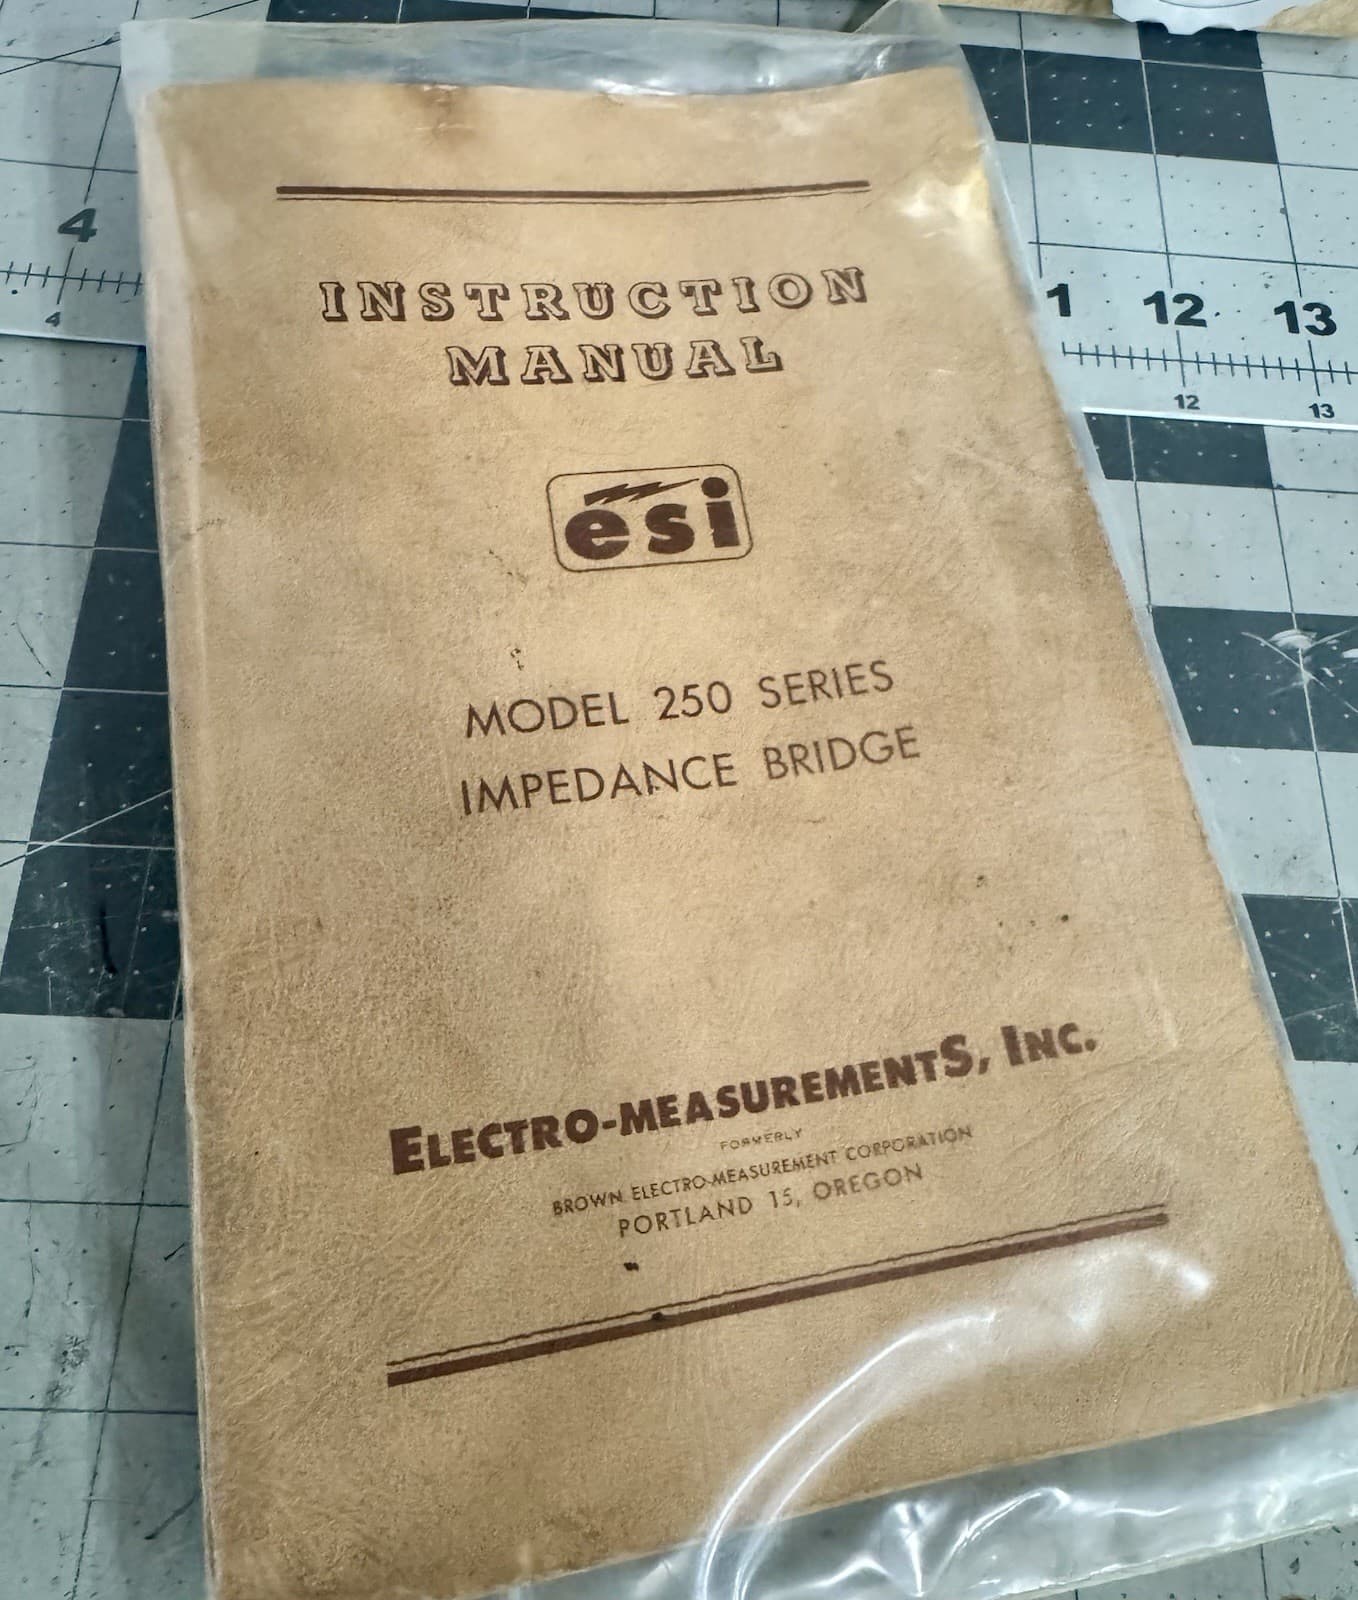 INSTRUCTION
MANUAL
esi
MODEL 250 SERIES
IMPEDANCE BRIDGE
ELECTRO-MEASUREMENTS, INC.
FORMERLY
BROWN ELECTRO-MEASUREMENT CORPORATION
PORTLAND 15, OREGON
4
4
1 12 13
12 13